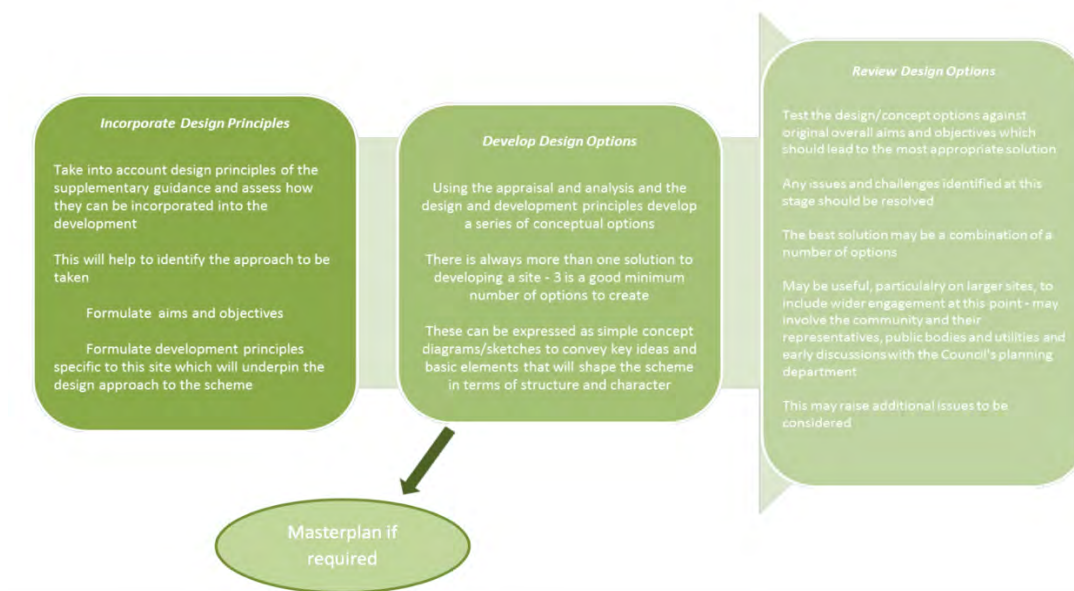 Incorporate Design Principles
Take into account design principles of the
supplementary guidance and assess how
they can be incorporated into the
development
This will help to identify the approach to be
taken
Formulate aims and objectives
Formulate development principles
specific to this site which will underpin the
design approach to the scheme
Develop Design Options
Using the appraisal and analysis and the
design and development principles develop
a series of conceptual options
There is always more than one solution to
developing a site - 3 is a good minimum
number of options to create
These can be expressed as simple concept
diagrams/sketches to convey key ideas and
basic elements that will shape the scheme
in terms of structure and character
Review Design Options
Test the design/concept options against
original overall aims and objectives which
should lead to the most appropriate solution
Any issues and challenges identified at this
stage should be resolved
The best solution may be a combination of a
number of options
May be useful, particulalry on larger sites, to
include wider engagement at this point - may
involve the community and their
representatives, public bodies and utilities and
early discussions with the Council's planning
department
This may raise additional issues to be
considered
Masterplan if
required